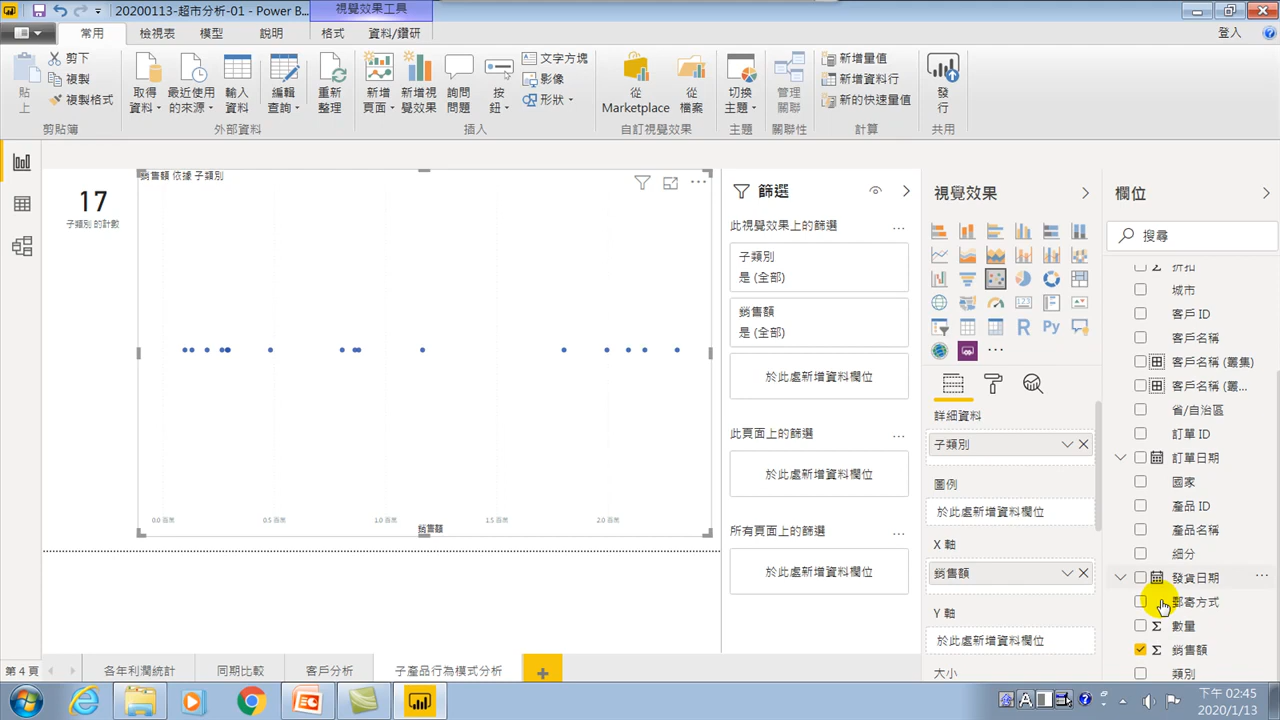 20200113-超市分析-01 - Power B...
視覺效果工具
常用
檢視表
模型
說明
格式
資料/鑽研
登入
貼上
剪下
複製
複製格式
取得資料
最近使用的來源
輸入資料
編輯查詢
重新整理
新增頁面
新增視覺效果
詢問問題
按鈕
文字方塊
影像
形狀
從 Marketplace
從檔案
切換主題
管理關聯
新增量值
新增資料行
新的快速量值
發行
剪貼簿
外部資料
插入
自訂視覺效果
主題
關聯性
計算
共用
17
子類別 的計數
銷售額 依據 子類別
0.0 百萬
0.5 百萬
1.0 百萬
1.5 百萬
2.0 百萬
銷售額
篩選
此視覺效果上的篩選
...
子類別
是 (全部)
銷售額
是 (全部)
於此處新增資料欄位
此頁面上的篩選
...
於此處新增資料欄位
所有頁面上的篩選
...
於此處新增資料欄位
視覺效果
R
Py
...
詳細資料
子類別
圖例
於此處新增資料欄位
X 軸
銷售額
Y 軸
於此處新增資料欄位
大小
欄位
搜尋
Σ 折扣
城市
客戶 ID
客戶名稱
客戶名稱 (叢集)
客戶名稱 (叢...
省/自治區
訂單 ID
訂單日期
國家
產品 ID
產品名稱
細分
發貨日期
...
郵寄方式
Σ 數量
Σ 銷售額
類別
第 4 頁
各年利潤統計
同期比較
客戶分析
子產品行為模式分析
A
下午 02:45
2020/1/13